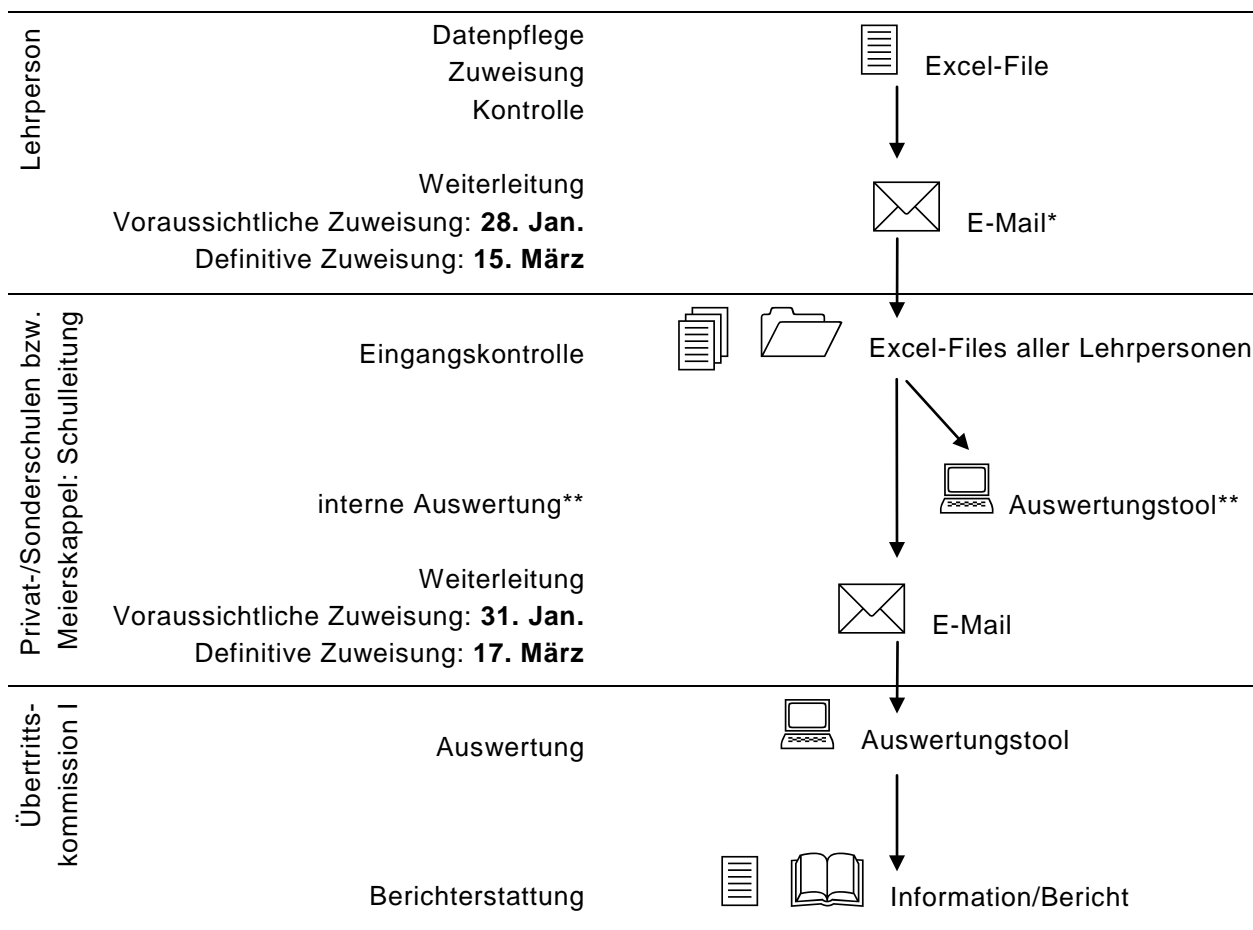 Lehrperson
Datenpflege
Zuweisung
Kontrolle
Excel-File
Weiterleitung
Voraussichtliche Zuweisung: 28. Jan.
Definitive Zuweisung: 15. März
E-Mail*
Privat-/Sonderschulen bzw.
Meierskappel: Schulleitung
Eingangskontrolle
Excel-Files aller Lehrpersonen
interne Auswertung**
Auswertungstool**
Weiterleitung
Voraussichtliche Zuweisung: 31. Jan.
Definitive Zuweisung: 17. März
E-Mail
Übertritts-
kommission I
Auswertung
Auswertungstool
Berichterstattung
Information/Bericht